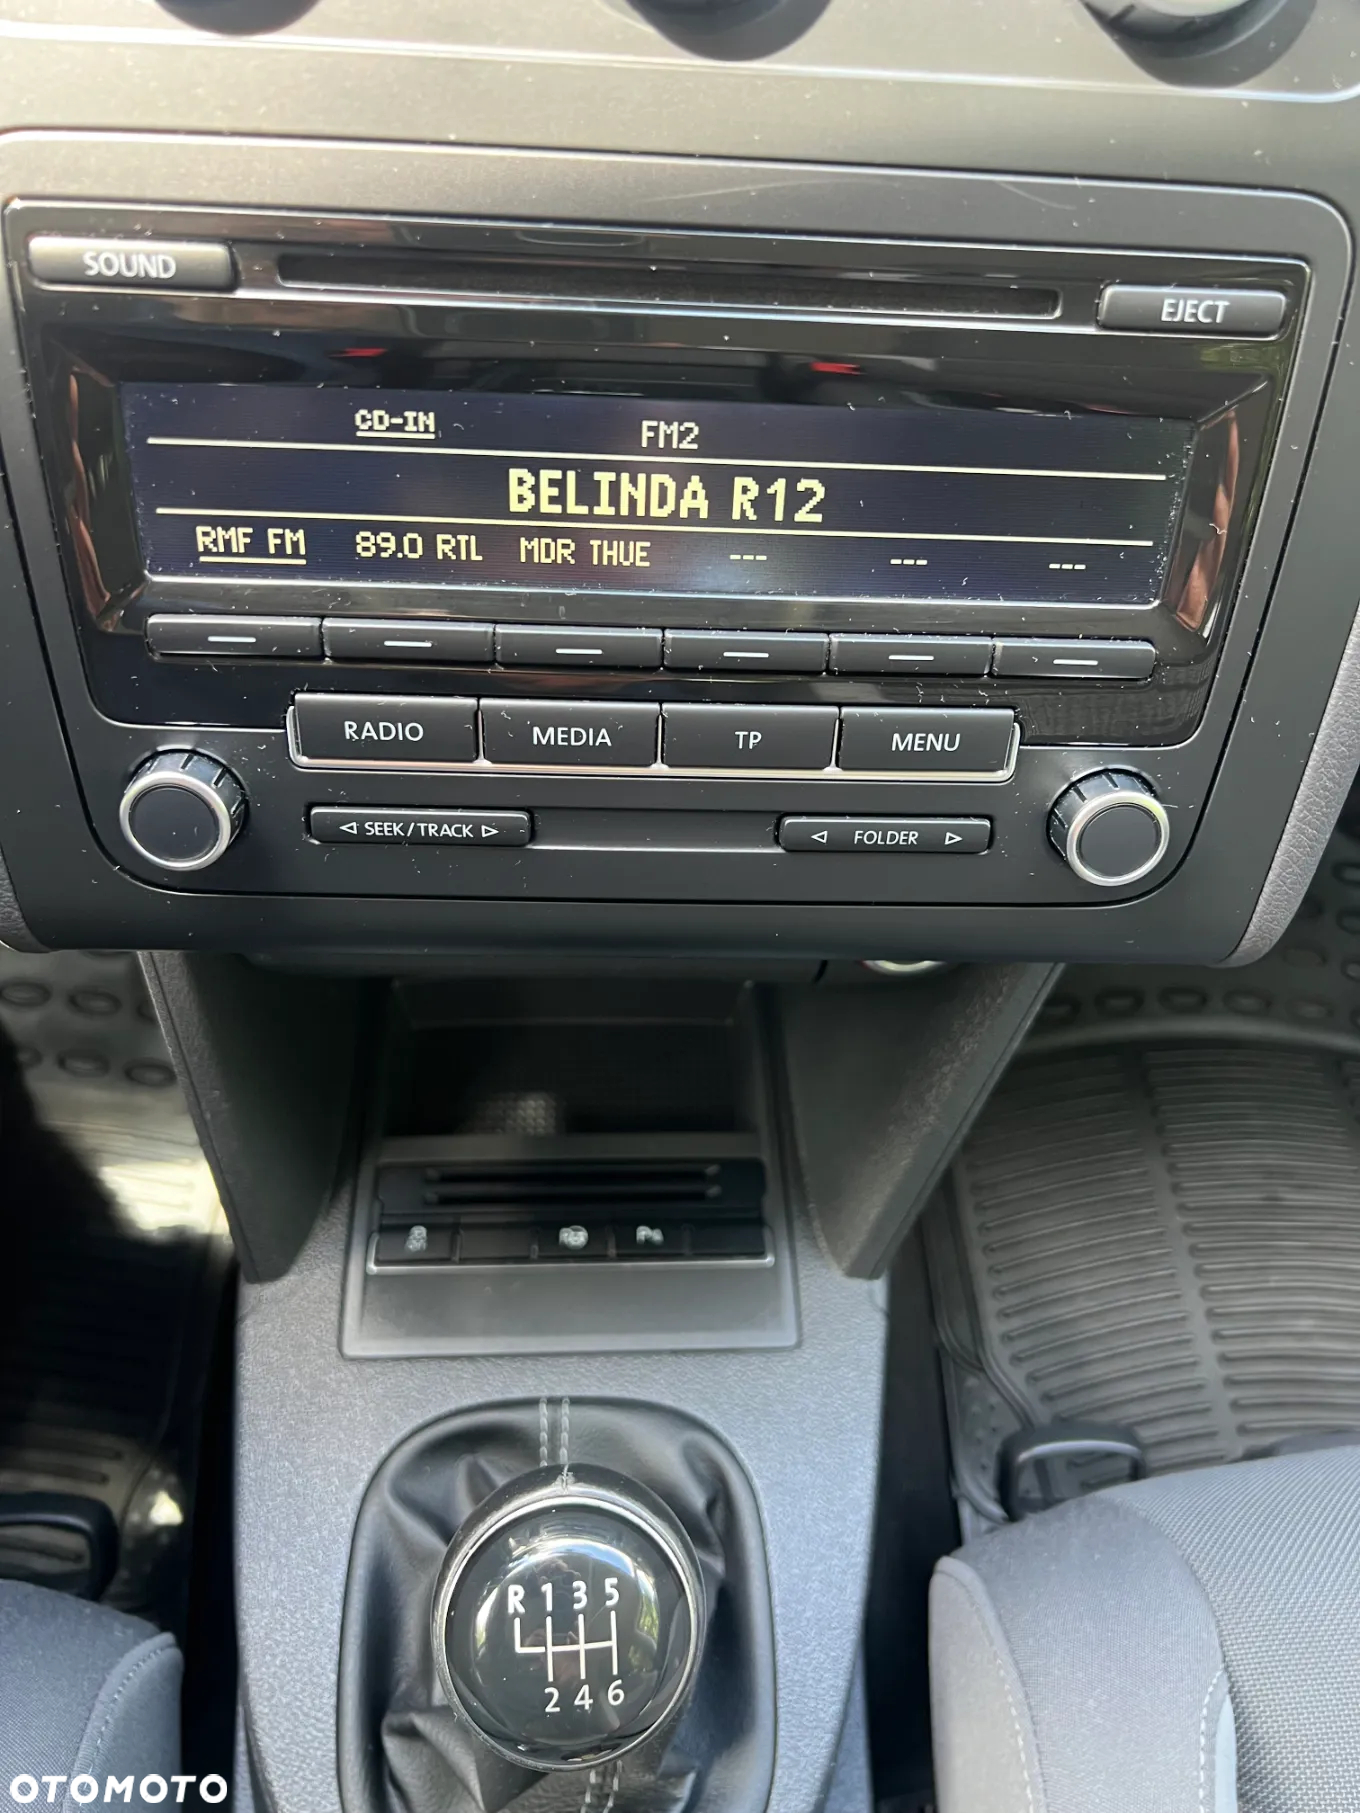 SOUND
EJECT
CD-IN FM2
BELINDA R12
RMF FM 89.0 RTL MDR THUE --- --- ---
RADIO MEDIA TP MENU
◁ SEEK/TRACK ▷ ◁ FOLDER ▷
R 1 3 5
2 4 6
OTOMOTO